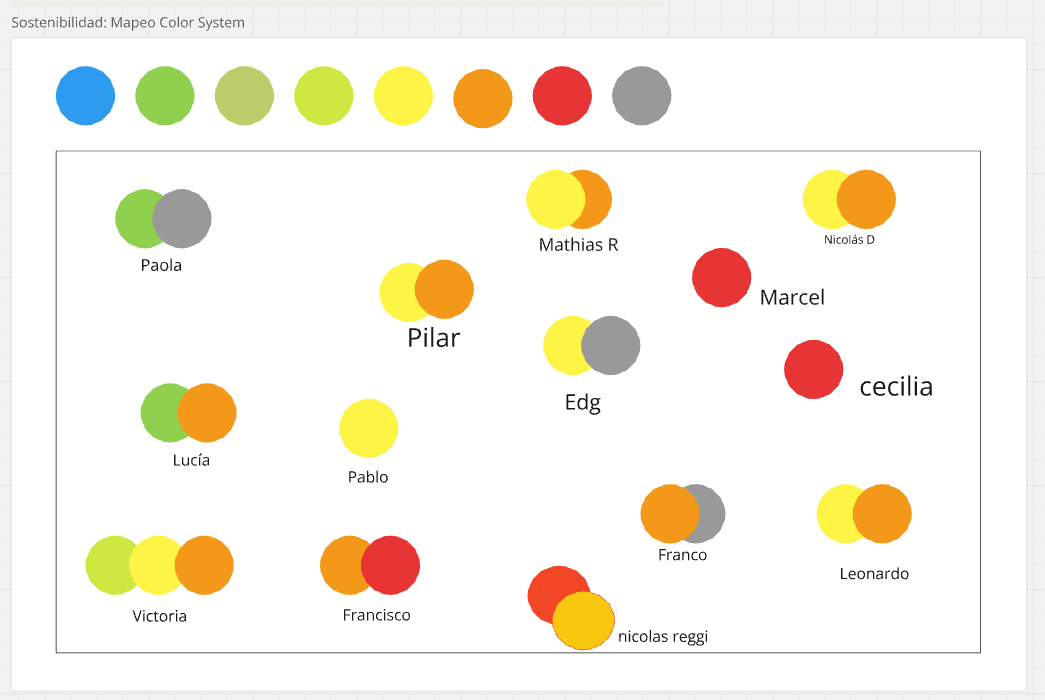 Sostenibilidad: Mapeo Color System
Paola
Mathias R
Nicolás D
Pilar
Marcel
Edg
cecilia
Lucía
Pablo
Franco
Leonardo
Victoria
Francisco
nicolas reggi